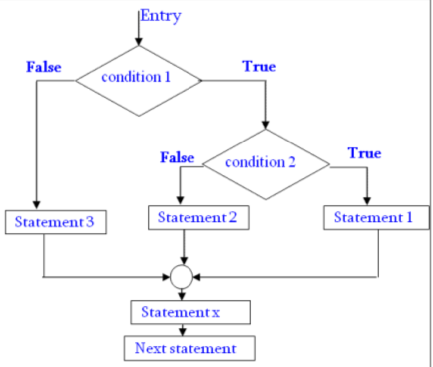 Entry
condition 1
False
True
condition 2
False
True
Statement 3
Statement 2
Statement 1
Statement x
Next statement